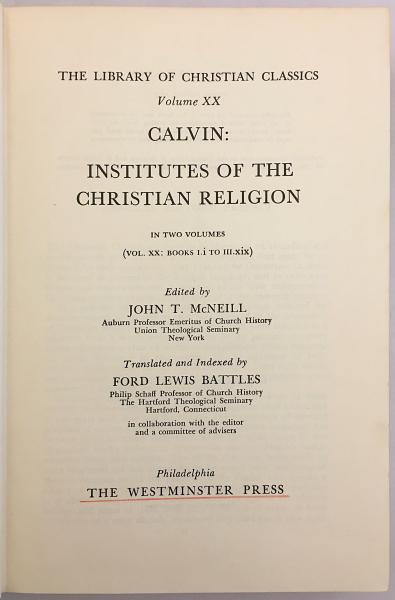 THE LIBRARY OF CHRISTIAN CLASSICS
Volume XX
CALVIN:
INSTITUTES OF THE
CHRISTIAN RELIGION
IN TWO VOLUMES
(VOL. XX: BOOKS I.i TO III.xix)
Edited by
JOHN T. McNEILL
Auburn Professor Emeritus of Church History
Union Theological Seminary
New York
Translated and Indexed by
FORD LEWIS BATTLES
Philip Schaff Professor of Church History
The Hartford Theological Seminary
Hartford, Connecticut
in collaboration with the editor
and a committee of advisers
Philadelphia
THE WESTMINSTER PRESS